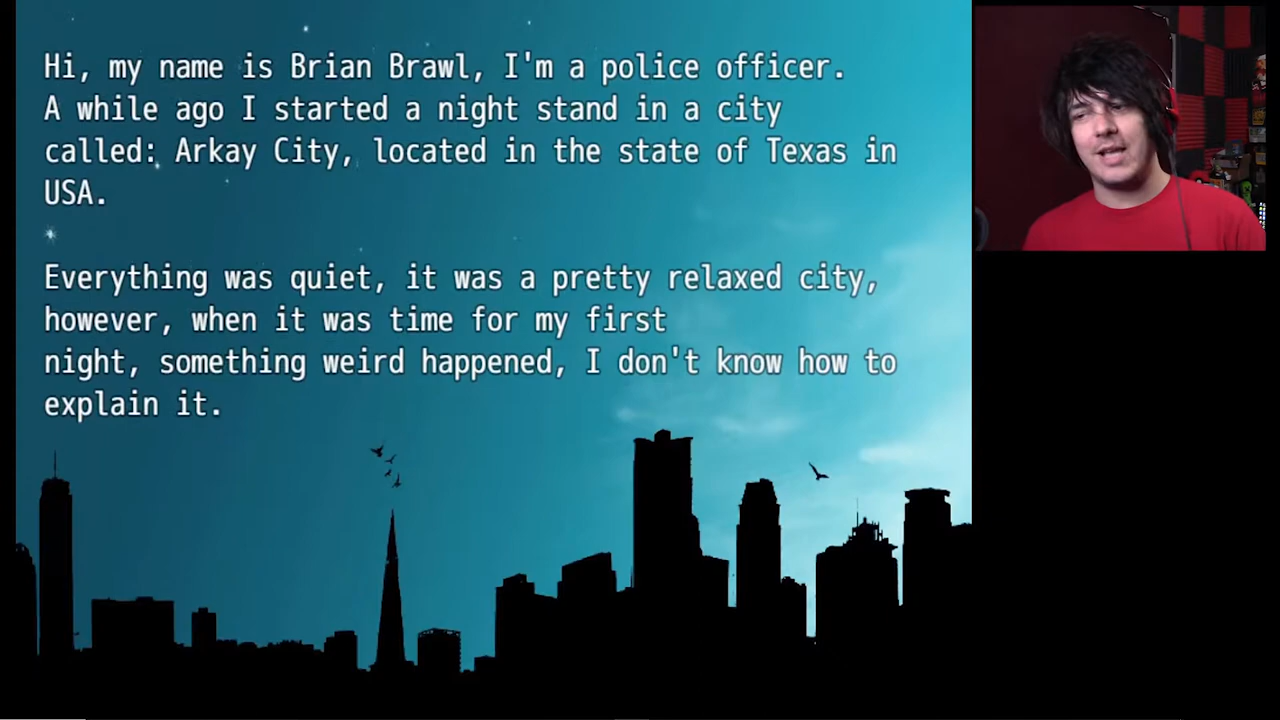 Hi, my name is Brian Brawl, I'm a police officer.
A while ago I started a night stand in a city
called: Arkay City, located in the state of Texas in
USA.
Everything was quiet, it was a pretty relaxed city,
however, when it was time for my first
night, something weird happened, I don't know how to
explain it.